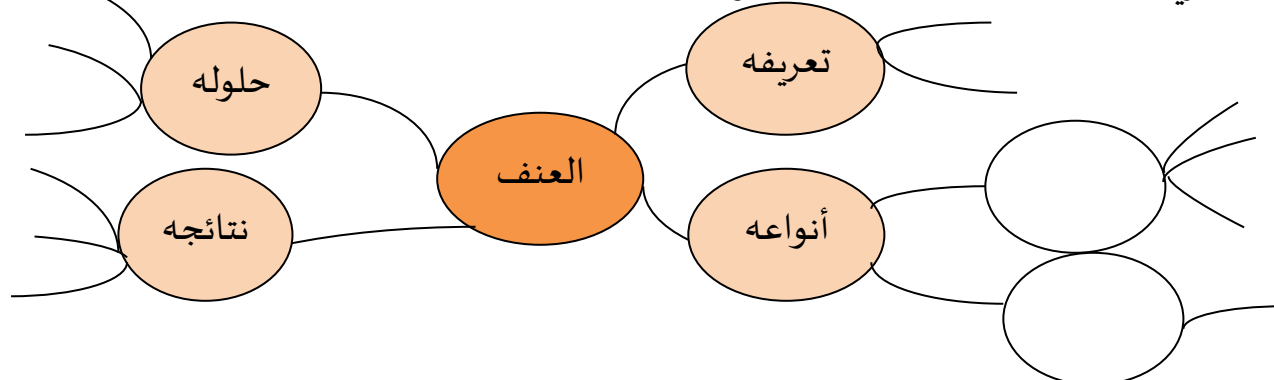 تعريفه
حلوله
العنف
أنواعه
نتائجه